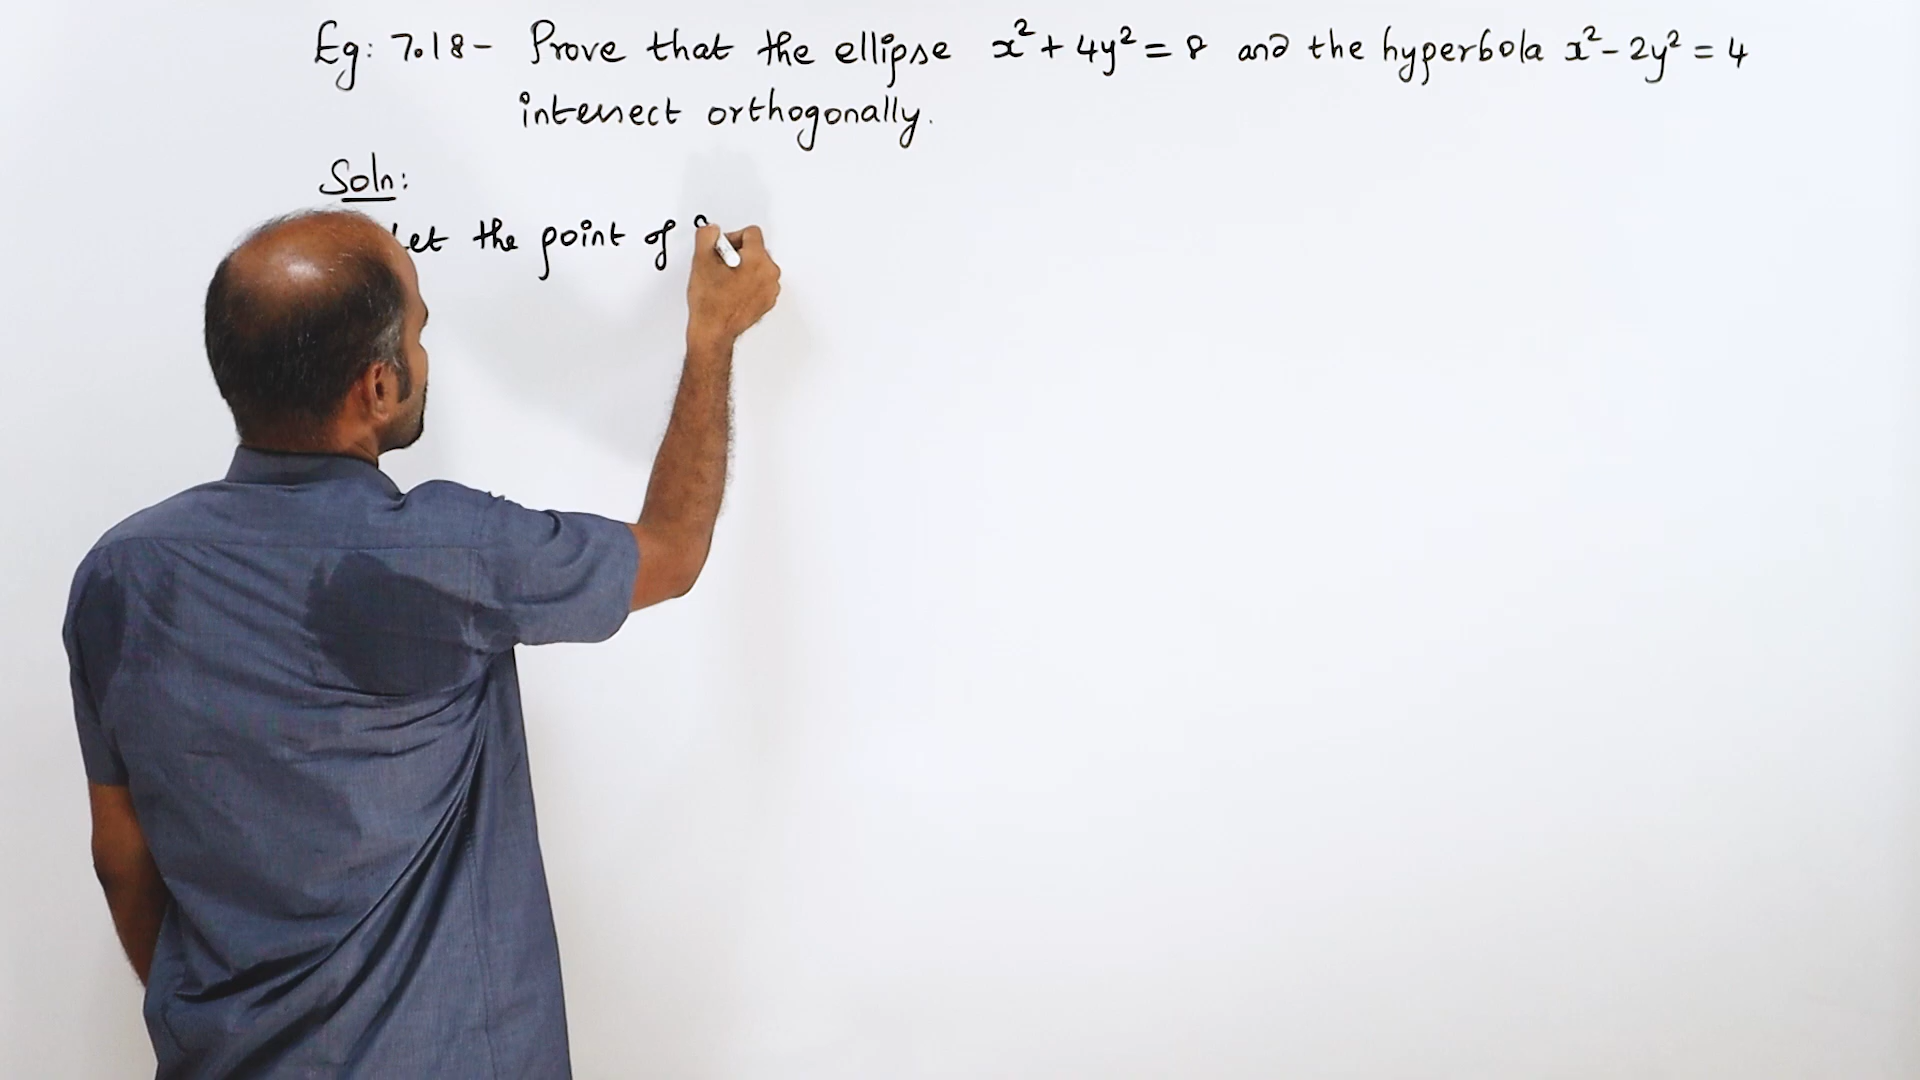 Eg: 7.18- Prove that the ellipse x² + 4y² = 8 and the hyperbola x² - 2y² = 4
intersect orthogonally.
Soln:
Let the point of